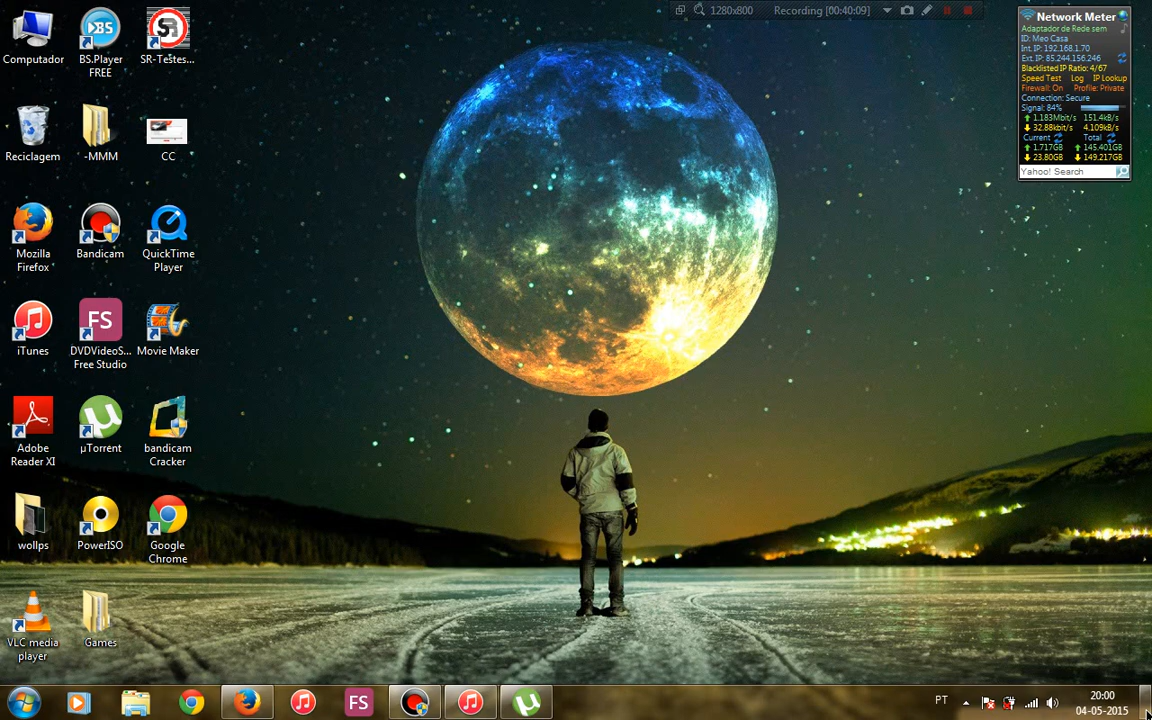 1280x800
Recording [00:40:09]
Computador
BS
BS.Player
FREE
SR
SR-Testes...
Reciclagem
-MMM
CC
Mozilla
Firefox
Bandicam
QuickTime
Player
iTunes
FS
DVDVideoS...
Free Studio
Movie Maker
Adobe
Reader XI
µ
µTorrent
bandicam
Cracker
wollps
PowerISO
Google
Chrome
VLC media
player
Games
Network Meter
Adaptador de Rede sem
ID: Meo Casa
Int. IP: 192.168.1.70
Ext. IP: 85.244.156.246
Blacklisted IP Ratio: 4/67
Speed Test Log IP Lookup
Firewall: On Profile: Private
Connection: Secure
Signal: 84%
1.183Mbit/s 151.4kB/s
32.88kbit/s 4.109kB/s
Current Total
1.717GB 145.401GB
23.80GB 149.217GB
Yahoo! Search
FS
µ
PT
20:00
04-05-2015